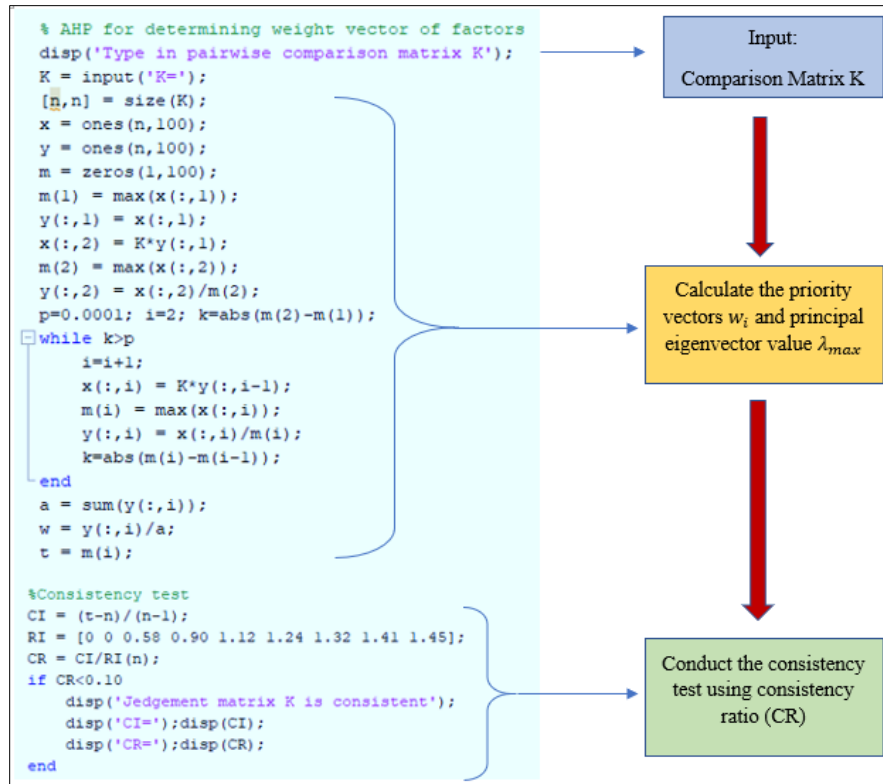 % AHP for determining weight vector of factors
disp('Type in pairwise comparison matrix K');
K = input('K=');
[n,n] = size(K);
x = ones(n,100);
y = ones(n,100);
m = zeros(1,100);
m(1) = max(x(:,1));
y(:,1) = x(:,1);
x(:,2) = K*y(:,1);
m(2) = max(x(:,2));
y(:,2) = x(:,2)/m(2);
p=0.0001; i=2; k=abs(m(2)-m(1));
while k>p
i=i+1;
x(:,i) = K*y(:,i-1);
m(i) = max(x(:,i));
y(:,i) = x(:,i)/m(i);
k=abs(m(i)-m(i-1));
end
a = sum(y(:,i));
w = y(:,i)/a;
t = m(i);
%Consistency test
CI = (t-n)/(n-1);
RI = [0 0 0.58 0.90 1.12 1.24 1.32 1.41 1.45];
CR = CI/RI(n);
if CR<0.10
disp('Jedgement matrix K is consistent');
disp('CI=');disp(CI);
disp('CR=');disp(CR);
end
Input:
Comparison Matrix K
Calculate the priority
vectors w_i and principal
eigenvector value λ_max
Conduct the consistency
test using consistency
ratio (CR)